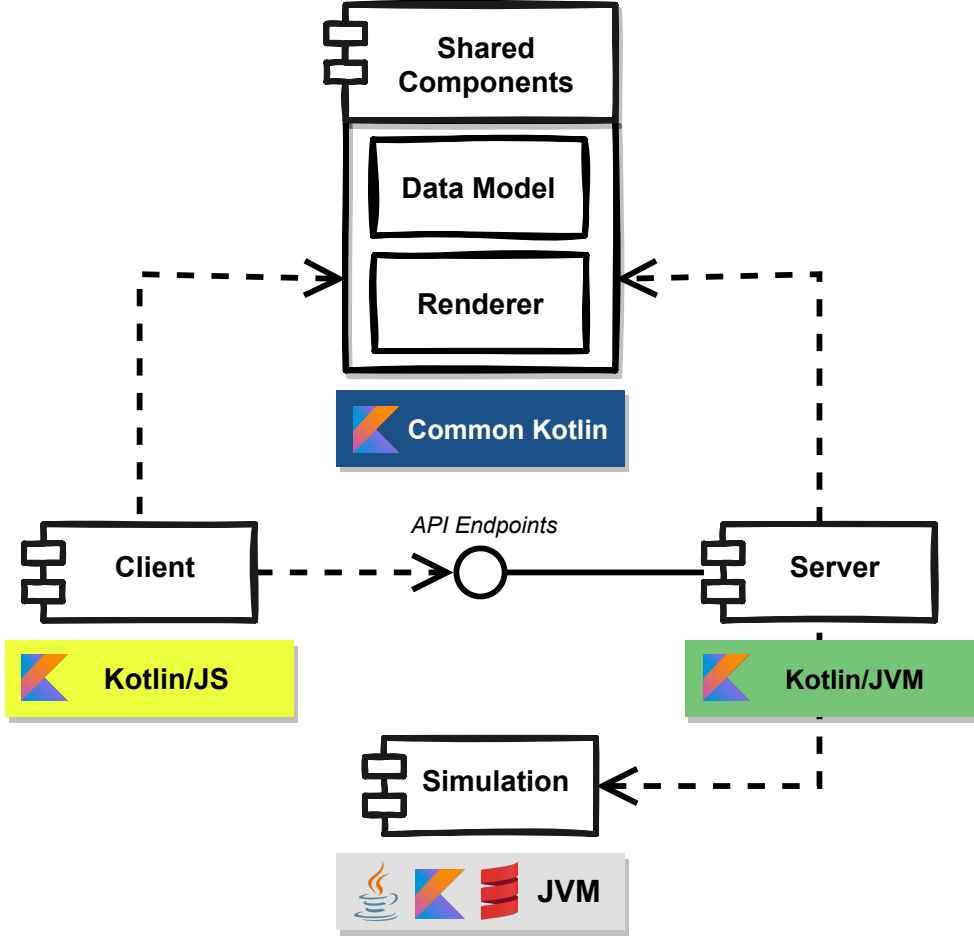 Shared
Components
Data Model
Renderer
Common Kotlin
API Endpoints
Client
Server
Kotlin/JS
Kotlin/JVM
Simulation
JVM